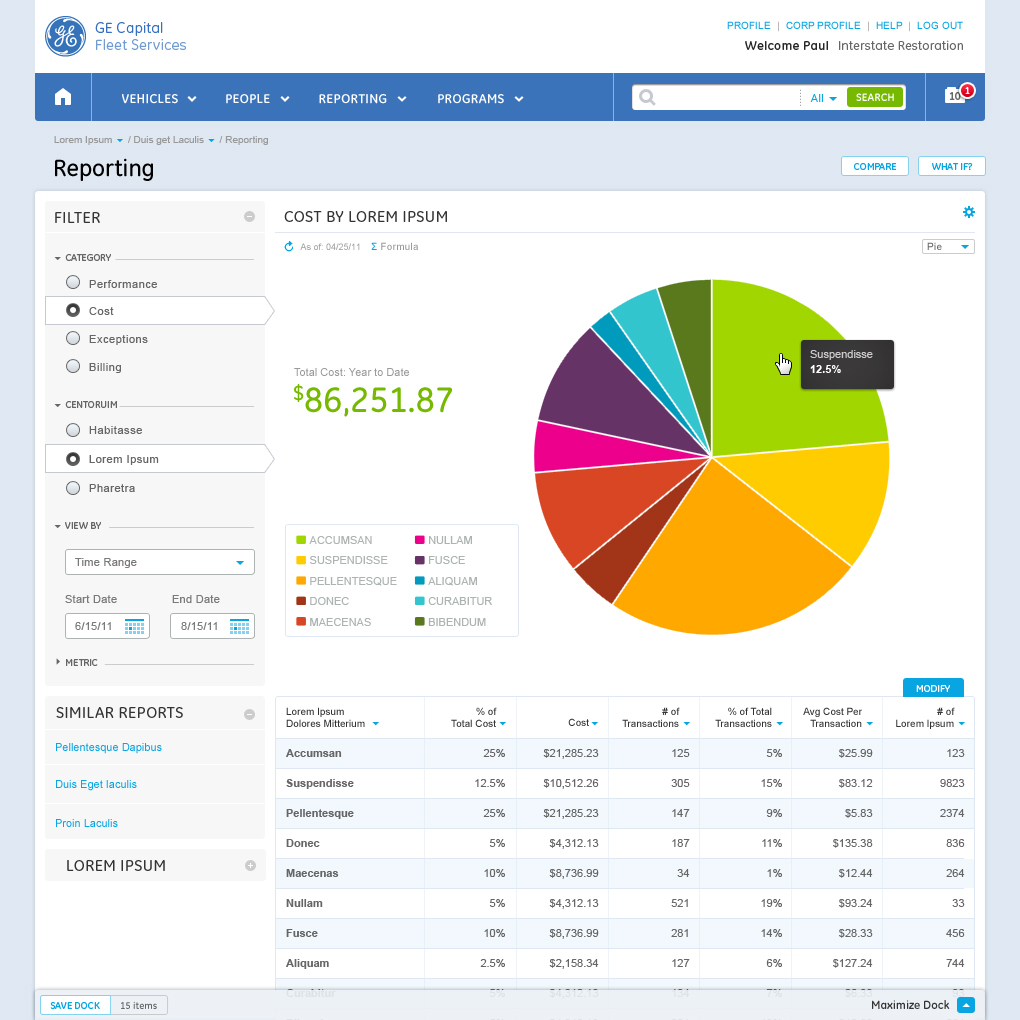 GE Capital
Fleet Services
PROFILE | CORP PROFILE | HELP | LOG OUT
Welcome Paul Interstate Restoration
VEHICLES PEOPLE REPORTING PROGRAMS All SEARCH 10 1
Lorem Ipsum / Duis get Laculis / Reporting
Reporting
COMPARE WHAT IF?
FILTER
CATEGORY
Performance
Cost
Exceptions
Billing
CENTORUIM
Habitasse
Lorem Ipsum
Pharetra
VIEW BY
Time Range
Start Date End Date
6/15/11 8/15/11
METRIC
SIMILAR REPORTS
Pellentesque Dapibus
Duis Eget Iaculis
Proin Laculis
LOREM IPSUM
COST BY LOREM IPSUM
As of: 04/25/11 Σ Formula
Pie
Suspendisse
12.5%
Total Cost: Year to Date
$86,251.87
ACCUMSAN NULLAM
SUSPENDISSE FUSCE
PELLENTESQUE ALIQUAM
DONEC CURABITUR
MAECENAS BIBENDUM
MODIFY
Lorem Ipsum % of # of % of Total Avg Cost Per # of
Dolores Mitterium Total Cost Cost Transactions Transactions Transaction Lorem Ipsum
Accumsan 25% $21,285.23 125 5% $25.99 123
Suspendisse 12.5% $10,512.26 305 15% $83.12 9823
Pellentesque 25% $21,285.23 147 9% $5.83 2374
Donec 5% $4,312.13 187 11% $135.38 836
Maecenas 10% $8,736.99 34 1% $12.44 264
Nullam 5% $4,312.13 521 19% $93.24 33
Fusce 10% $8,736.99 281 14% $28.33 456
Aliquam 2.5% $2,158.34 127 6% $127.24 744
Curabitur 5% $4,312.13
SAVE DOCK 15 items Maximize Dock